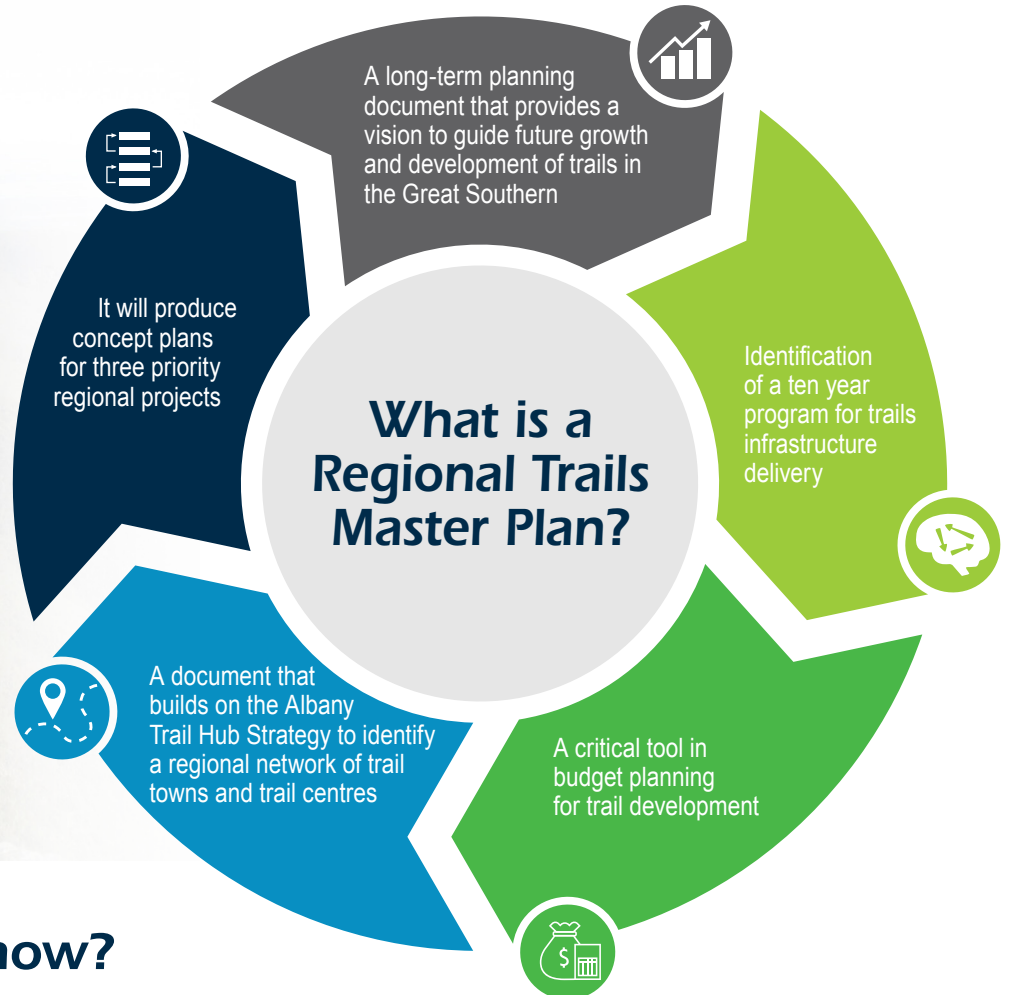 A long-term planning
document that provides a
vision to guide future growth
and development of trails in
the Great Southern
Identification
of a ten year
program for trails
infrastructure
delivery
A critical tool in
budget planning
for trail development
A document that
builds on the Albany
Trail Hub Strategy to identify
a regional network of trail
towns and trail centres
It will produce
concept plans
for three priority
regional projects
What is a
Regional Trails
Master Plan?
$
now?